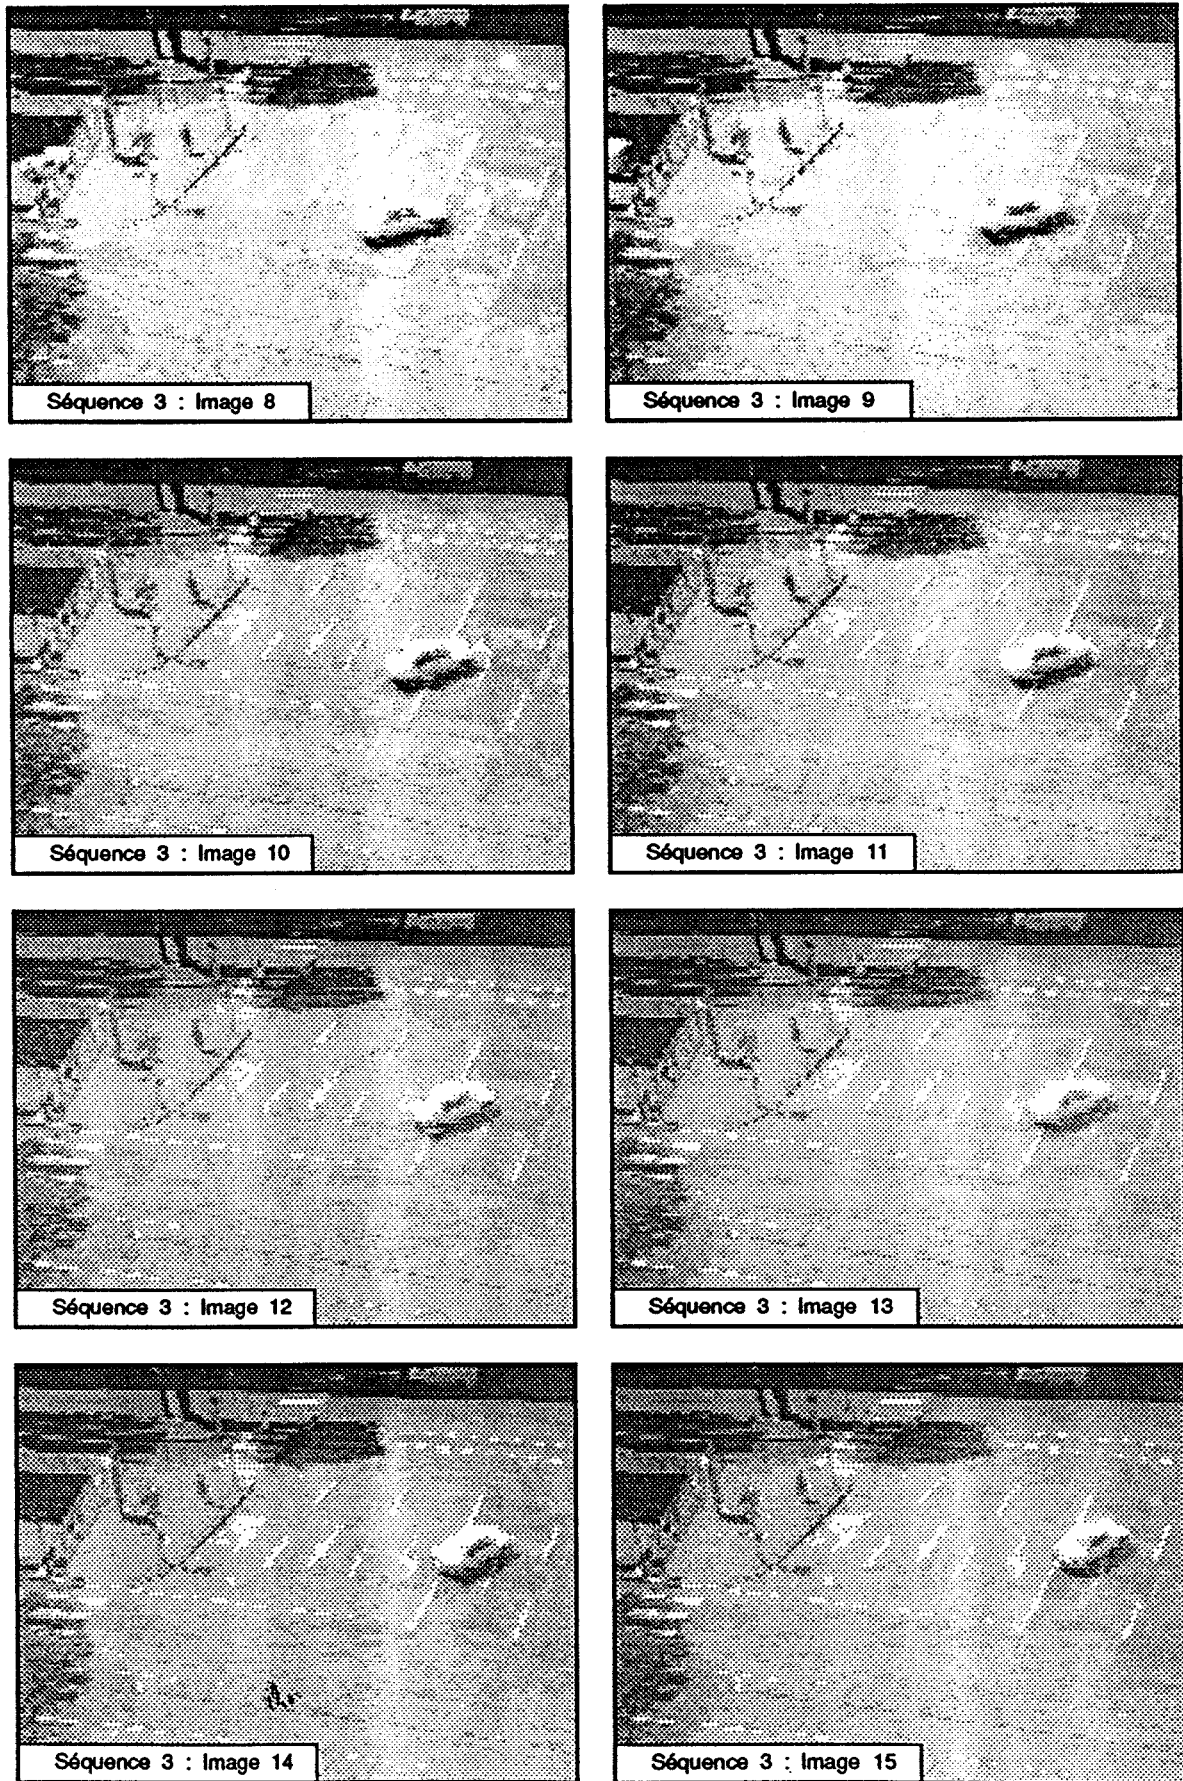 Séquence 3 : Image 8
Séquence 3 : Image 9
Séquence 3 : Image 10
Séquence 3 : Image 11
Séquence 3 : Image 12
Séquence 3 : Image 13
Séquence 3 : Image 14
Séquence 3 : Image 15